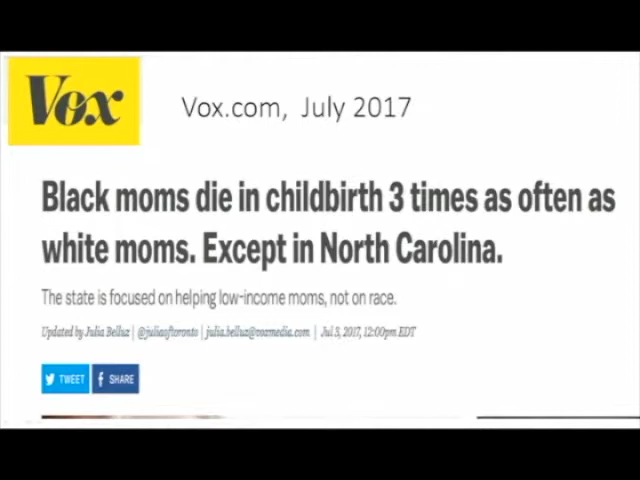 Vox
Vox.com, July 2017
Black moms die in childbirth 3 times as often as
white moms. Except in North Carolina.
The state is focused on helping low-income moms, not on race.
Updated by Julia Belluz | @juliaoftoronto | julia.belluz@voxmedia.com | Jul 3, 2017, 12:00pm EDT
TWEET
SHARE